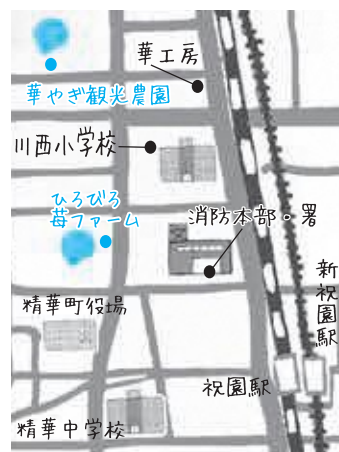 華工房
華やぎ観光農園
川西小学校
ひろびろ
苺ファーム
消防本部・署
新祝園駅
精華町役場
祝園駅
精華中学校